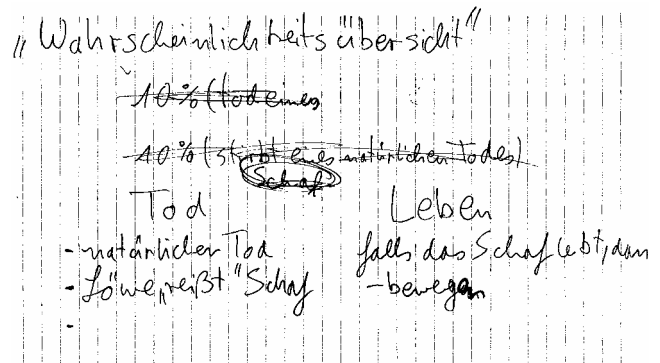 „Wahrscheinlichkeitsübersicht"
10% (Tod eines
10% (stirbt eines natürlichen Todes)
Schaf
Tod Leben
- natürlicher Tod falls das Schaf lebt, dann
- Löwe „reißt" Schaf - bewegen
-